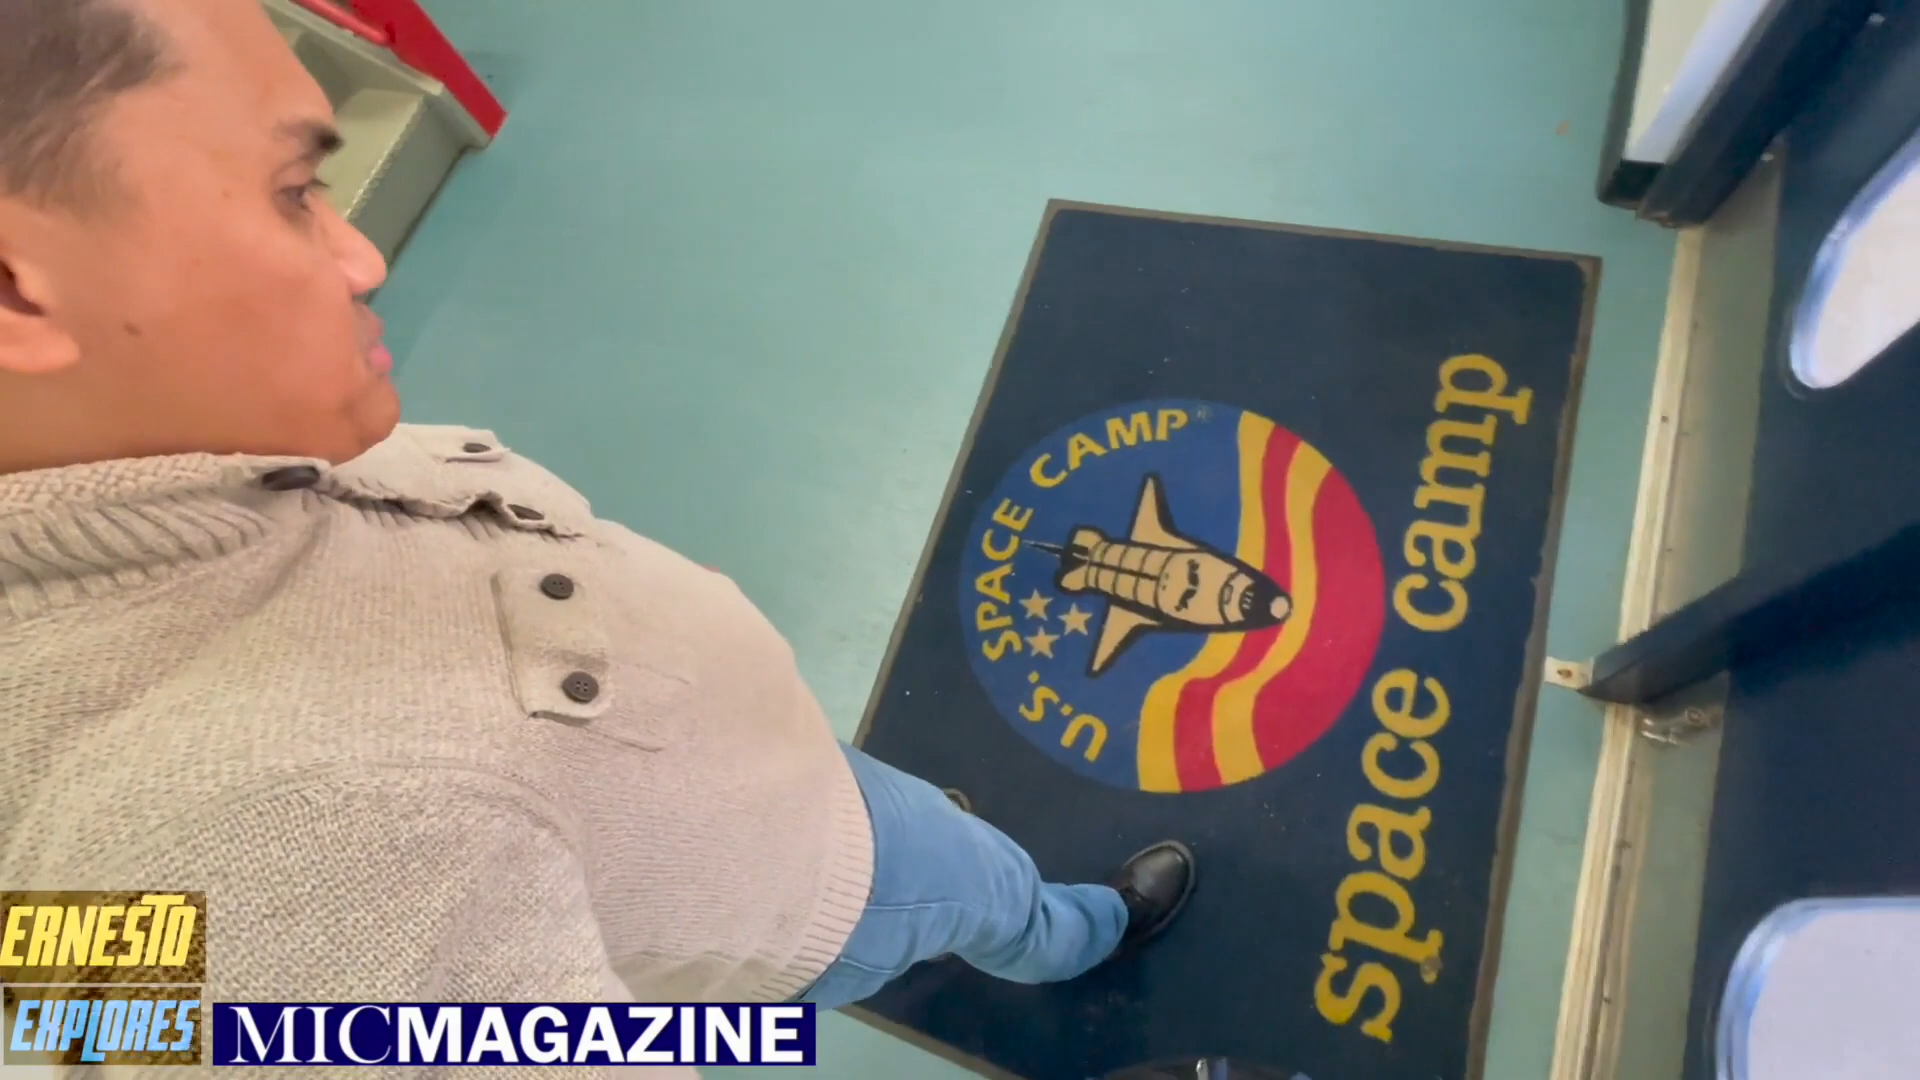 U.S. SPACE CAMP®
space camp
ERNESTO
EXPLORES
MICMAGAZINE